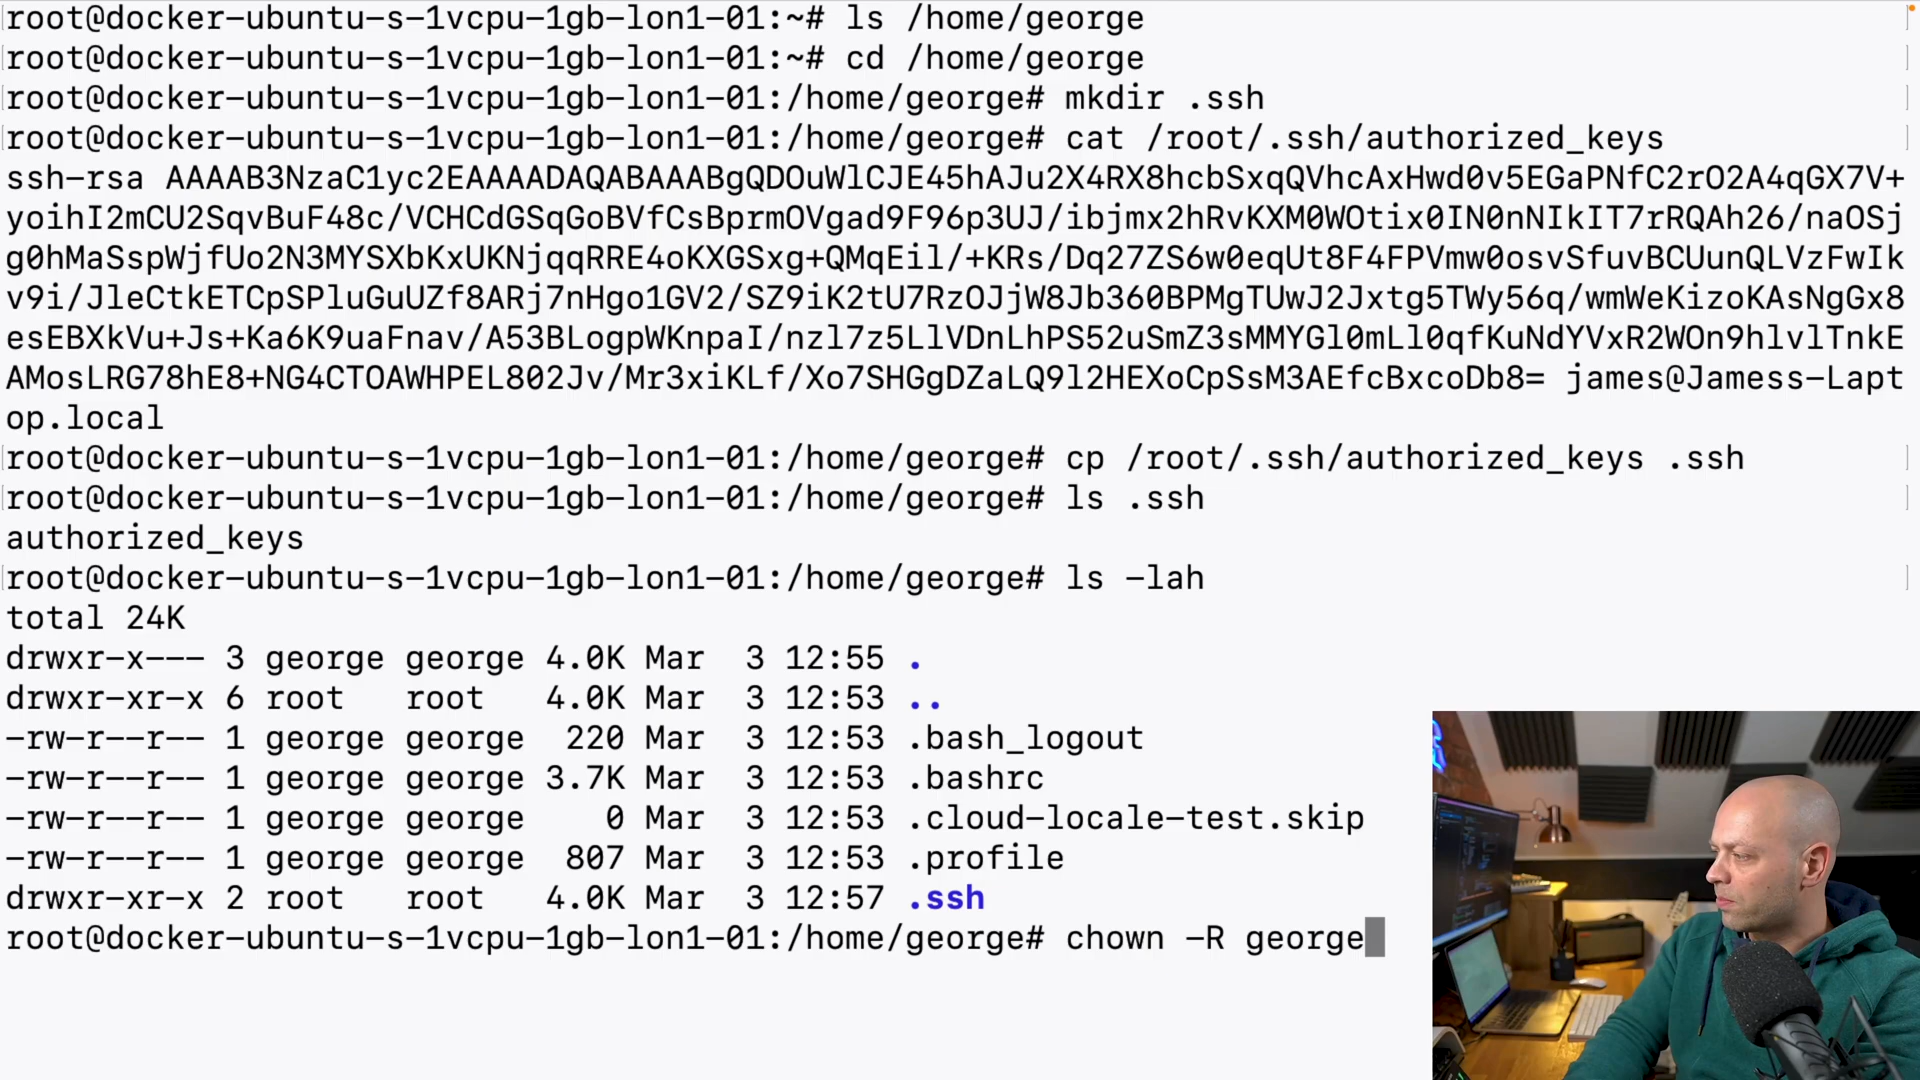 root@docker-ubuntu-s-1vcpu-1gb-lon1-01:~# ls /home/george
root@docker-ubuntu-s-1vcpu-1gb-lon1-01:~# cd /home/george
root@docker-ubuntu-s-1vcpu-1gb-lon1-01:/home/george# mkdir .ssh
root@docker-ubuntu-s-1vcpu-1gb-lon1-01:/home/george# cat /root/.ssh/authorized_keys
ssh-rsa AAAAB3NzaC1yc2EAAAADAQABAAABgQDOuWlCJE45hAJu2X4RX8hcbSxqQVhcAxHwd0v5EGaPNfC2rO2A4qGX7V+
yoihI2mCU2SqvBuF48c/VCHCdGSqGoBVfCsBprmOVgad9F96p3UJ/ibjmx2hRvKXM0WOtix0IN0nNIkIT7rRQAh26/naOSj
g0hMaSspWjfUo2N3MYSXbKxUKNjqqRRE4oKXGSxg+QMqEil/+KRs/Dq27ZS6w0eqUt8F4FPVmw0osvSfuvBCUunQLVzFwIk
v9i/JleCtkETCpSPluGuUZf8ARj7nHgo1GV2/SZ9iK2tU7RzOJjW8Jb360BPMgTUwJ2Jxtg5TWy56q/wmWeKizoKAsNgGx8
esEBXkVu+Js+Ka6K9uaFnav/A53BLogpWKnpaI/nzl7z5LlVDnLhPS52uSmZ3sMMYGl0mLl0qfKuNdYVxR2WOn9hlvlTnkE
AMosLRG78hE8+NG4CTOAWHPEL802Jv/Mr3xiKLf/Xo7SHGgDZaLQ9l2HEXoCpSsM3AEfcBxcoDb8= james@Jamess-Lapt
op.local
root@docker-ubuntu-s-1vcpu-1gb-lon1-01:/home/george# cp /root/.ssh/authorized_keys .ssh
root@docker-ubuntu-s-1vcpu-1gb-lon1-01:/home/george# ls .ssh
authorized_keys
root@docker-ubuntu-s-1vcpu-1gb-lon1-01:/home/george# ls -lah
total 24K
drwxr-x--- 3 george george 4.0K Mar  3 12:55 .
drwxr-xr-x 6 root   root   4.0K Mar  3 12:53 ..
-rw-r--r-- 1 george george  220 Mar  3 12:53 .bash_logout
-rw-r--r-- 1 george george 3.7K Mar  3 12:53 .bashrc
-rw-r--r-- 1 george george    0 Mar  3 12:53 .cloud-locale-test.skip
-rw-r--r-- 1 george george  807 Mar  3 12:53 .profile
drwxr-xr-x 2 root   root   4.0K Mar  3 12:57 .ssh
root@docker-ubuntu-s-1vcpu-1gb-lon1-01:/home/george# chown -R george